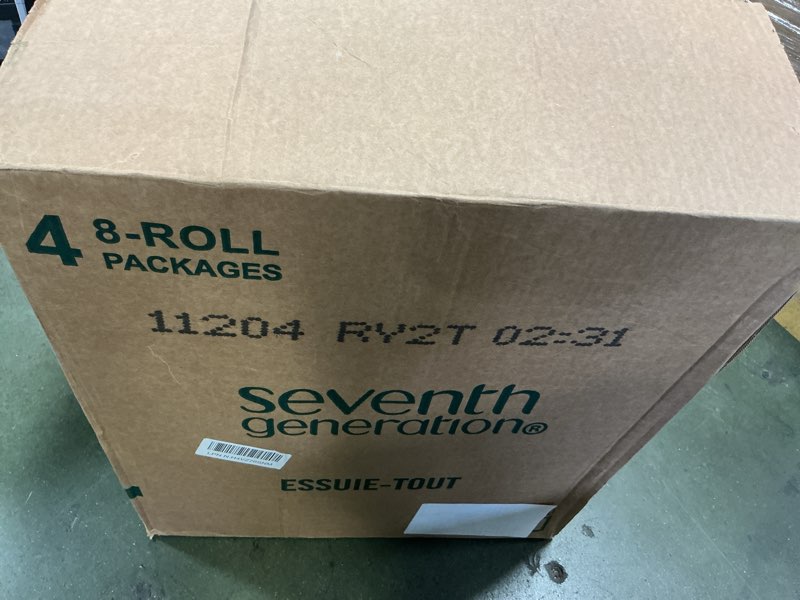 4 8-ROLL
PACKAGES
11204 RY2T 02:31
seventh
generation®
ESSUIE-TOUT